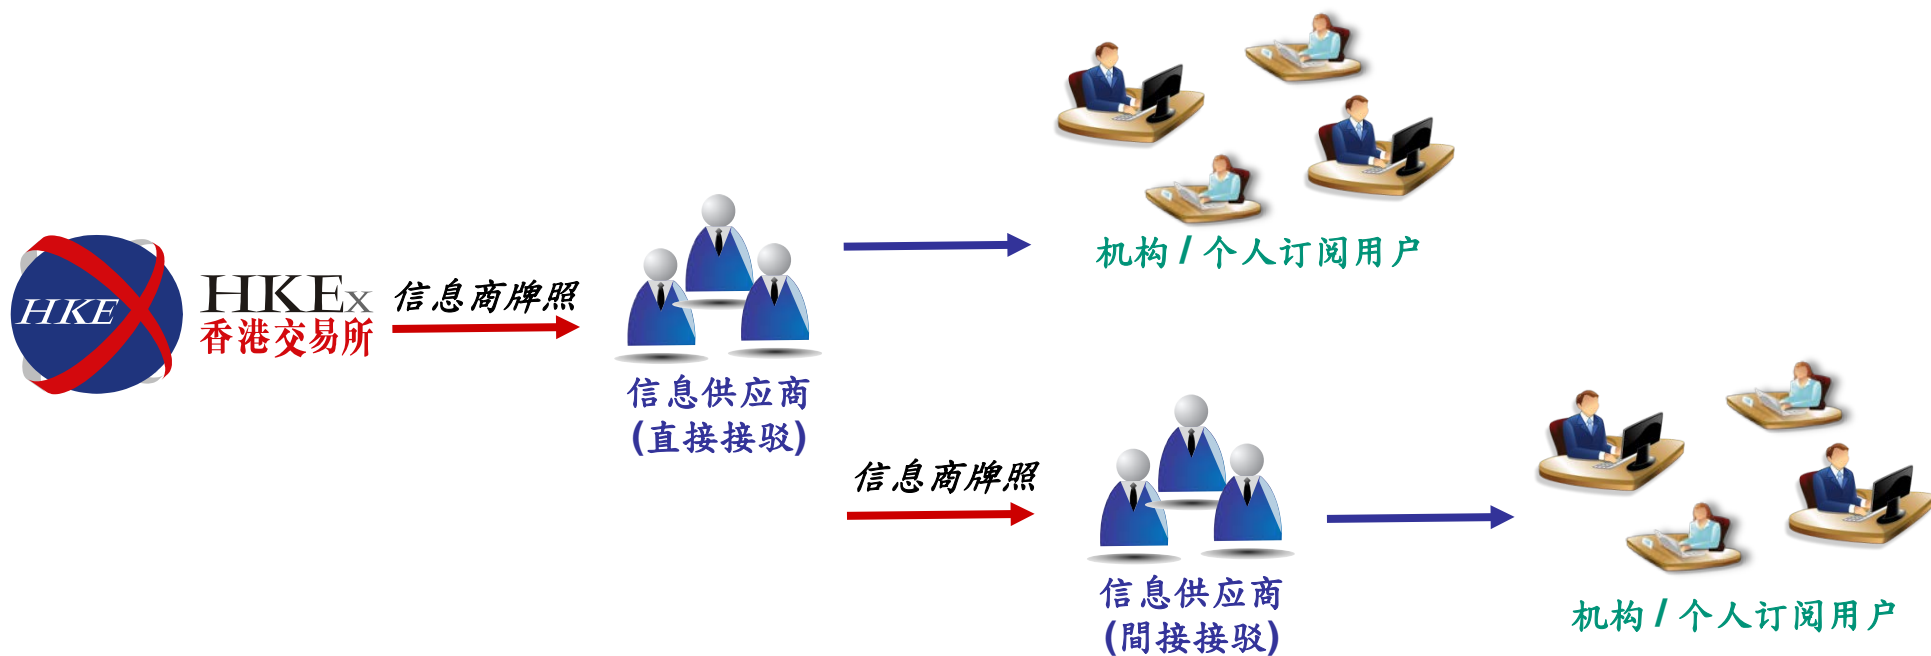 HKEX
HKEx
香港交易所
信息商牌照
信息供应商
(直接接驳)
机构 / 个人订阅用户
信息商牌照
信息供应商
(間接接驳)
机构 / 个人订阅用户